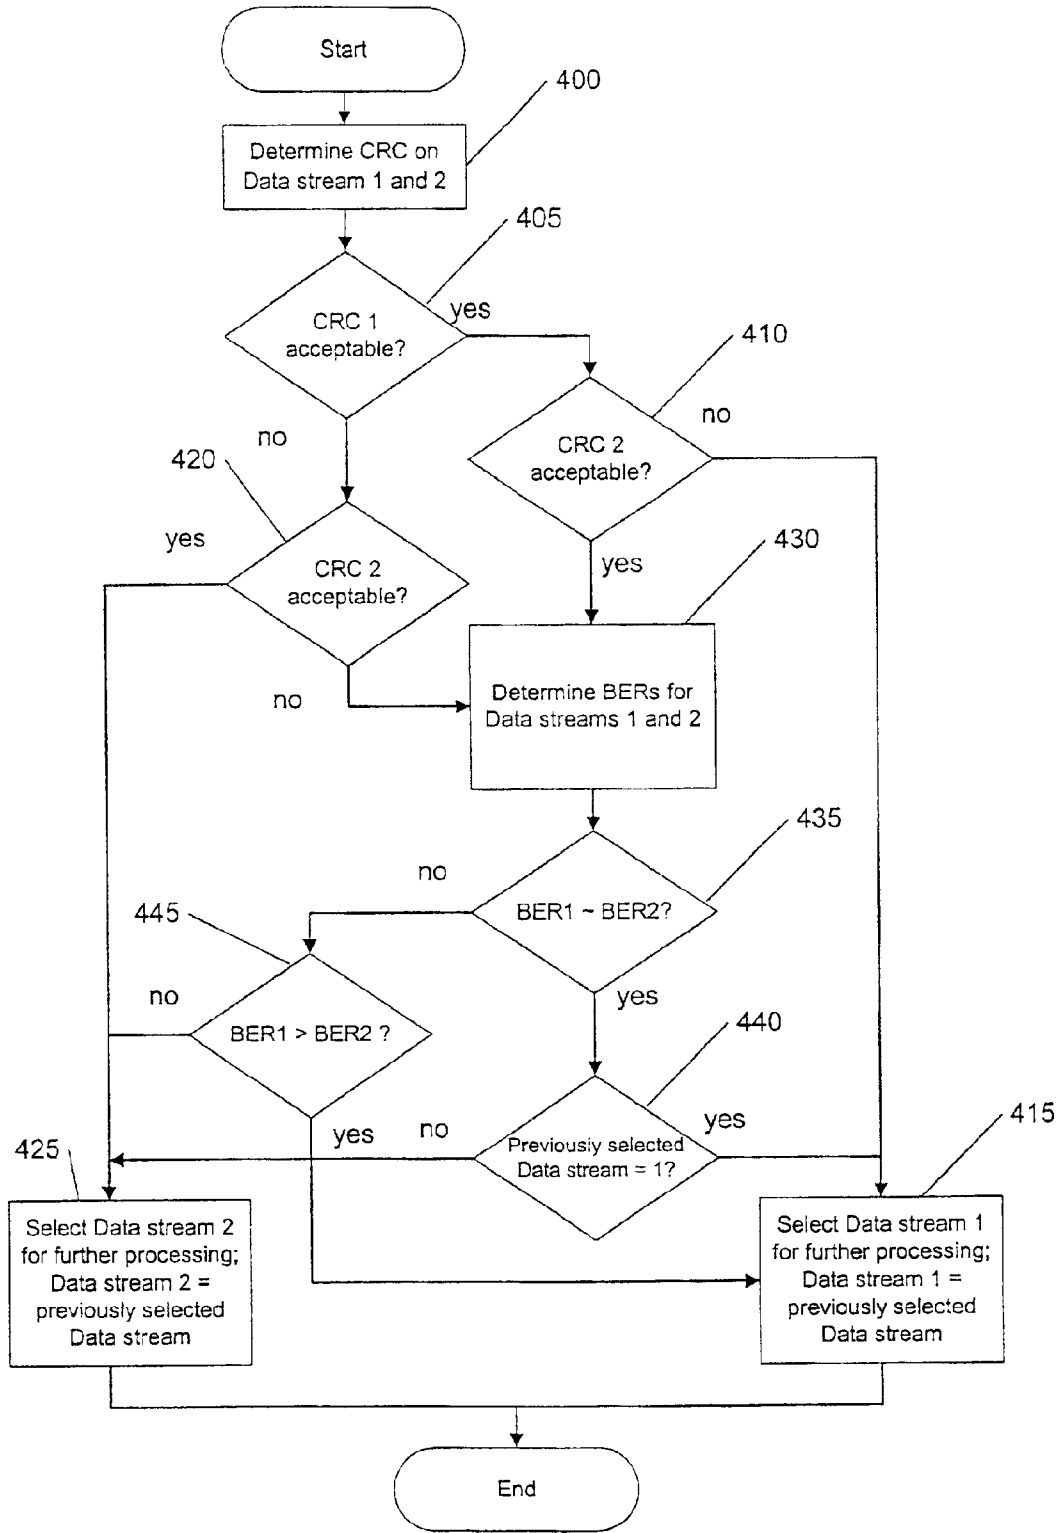 Start
400
Determine CRC on
Data stream 1 and 2
405
CRC 1
acceptable?
yes
410
no
no
CRC 2
acceptable?
420
yes
CRC 2
acceptable?
yes
430
no
Determine BERs for
Data streams 1 and 2
435
no
BER1 ~ BER2?
445
no
BER1 > BER2 ?
yes
440
yes
no
Previously selected
Data stream = 1?
yes
415
425
Select Data stream 2
for further processing;
Data stream 2 =
previously selected
Data stream
Select Data stream 1
for further processing;
Data stream 1 =
previously selected
Data stream
End